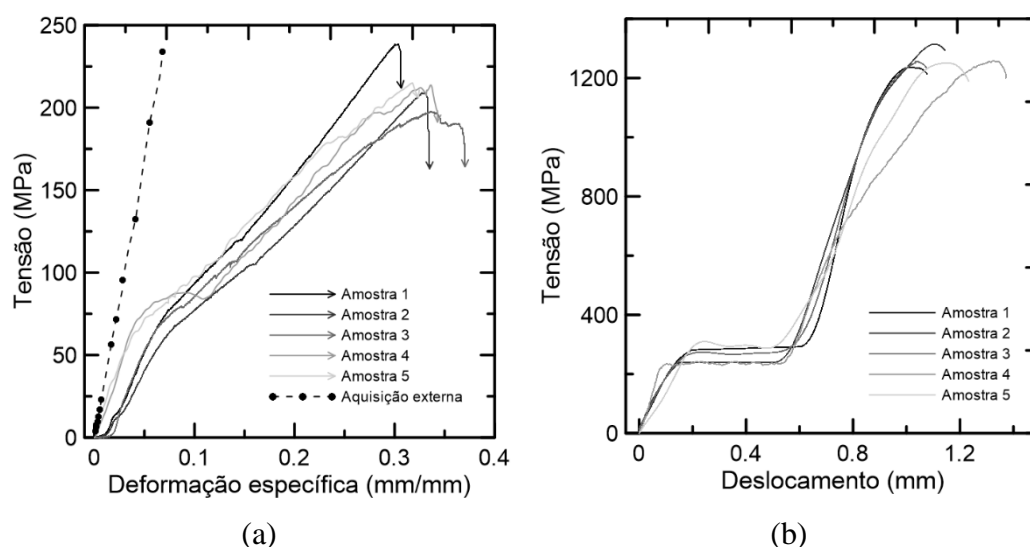 250
200
150
100
50
0
Tensão (MPa)
Amostra 1
Amostra 2
Amostra 3
Amostra 4
Amostra 5
Aquisição externa
0 0.1 0.2 0.3 0.4
Deformação específica (mm/mm)
(a)
1200
800
400
0
Tensão (MPa)
Amostra 1
Amostra 2
Amostra 3
Amostra 4
Amostra 5
0 0.4 0.8 1.2
Deslocamento (mm)
(b)